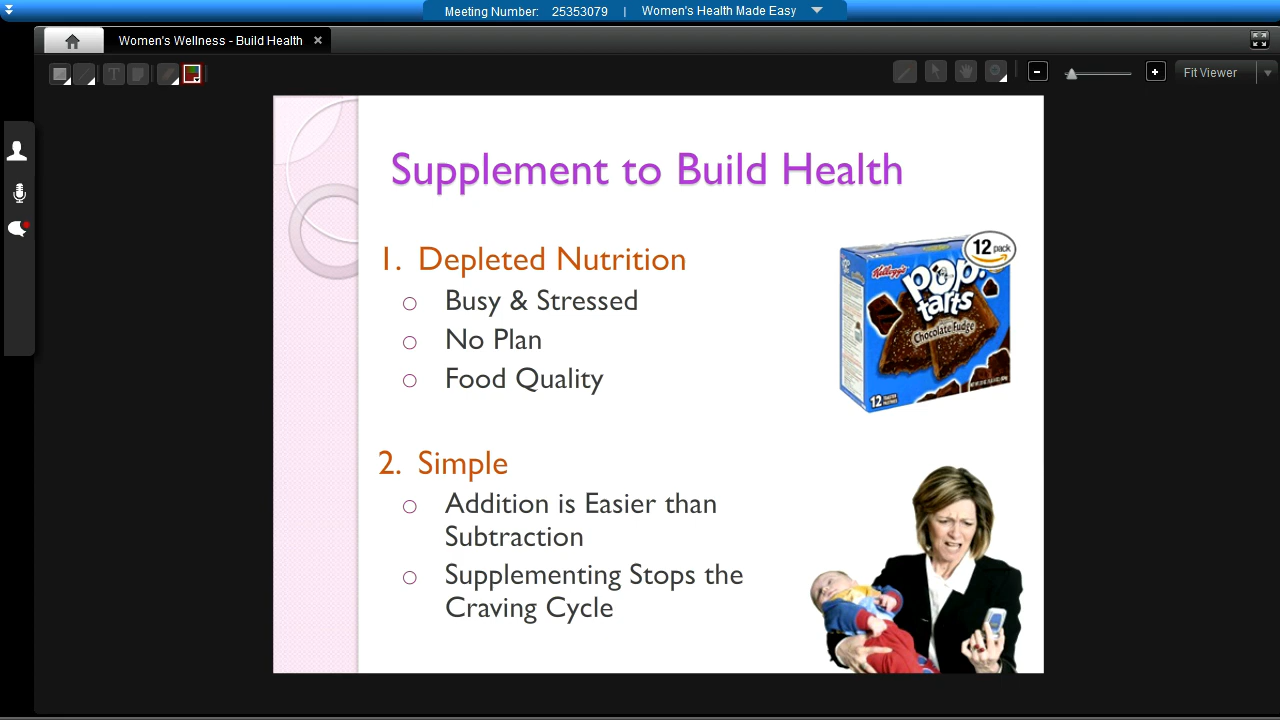 Meeting Number: 25353079 | Women's Health Made Easy
Women's Wellness - Build Health
Fit Viewer
Supplement to Build Health
1. Depleted Nutrition
Busy & Stressed
No Plan
Food Quality
12 pack
Kellogg's
pop.
tarts
Chocolate Fudge
12
2. Simple
Addition is Easier than
Subtraction
Supplementing Stops the
Craving Cycle